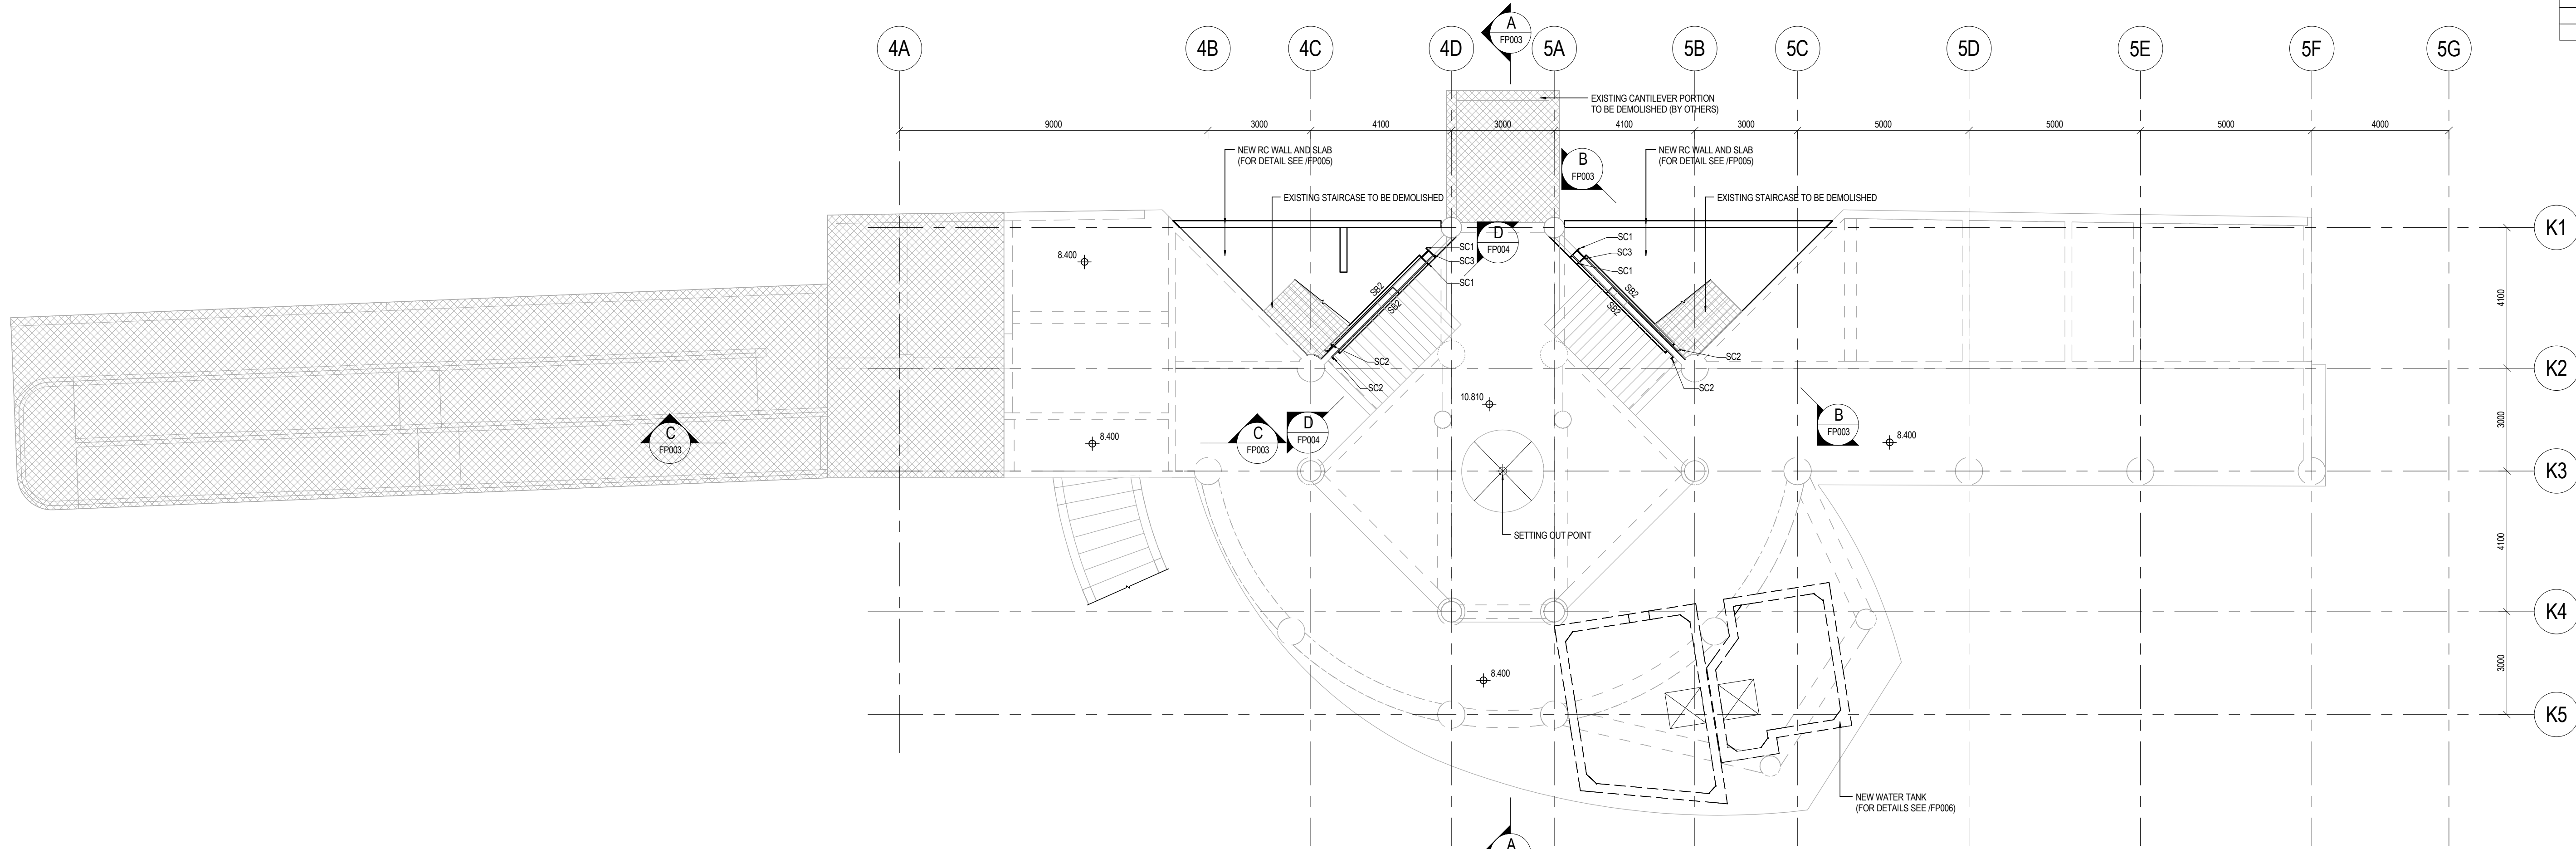 A
FP003
4A
4B
4C
4D
5A
5B
5C
5D
5E
5F
5G
EXISTING CANTILEVER PORTION
TO BE DEMOLISHED (BY OTHERS)
9000
3000
4100
3000
4100
3000
5000
5000
5000
4000
NEW RC WALL AND SLAB
(FOR DETAIL SEE /FP005)
B
FP003
NEW RC WALL AND SLAB
(FOR DETAIL SEE /FP005)
EXISTING STAIRCASE TO BE DEMOLISHED
EXISTING STAIRCASE TO BE DEMOLISHED
K1
D
FP004
SC1
SC3
SC1
SC1
SC3
SC1
8.400
SB2
SB2
SB2
SB2
4100
SC2
SC2
SC2
SC2
K2
10.810
3000
C
FP003
8.400
C
FP003
D
FP004
B
FP003
8.400
K3
SETTING OUT POINT
4100
K4
8.400
3000
K5
NEW WATER TANK
(FOR DETAILS SEE /FP006)
A